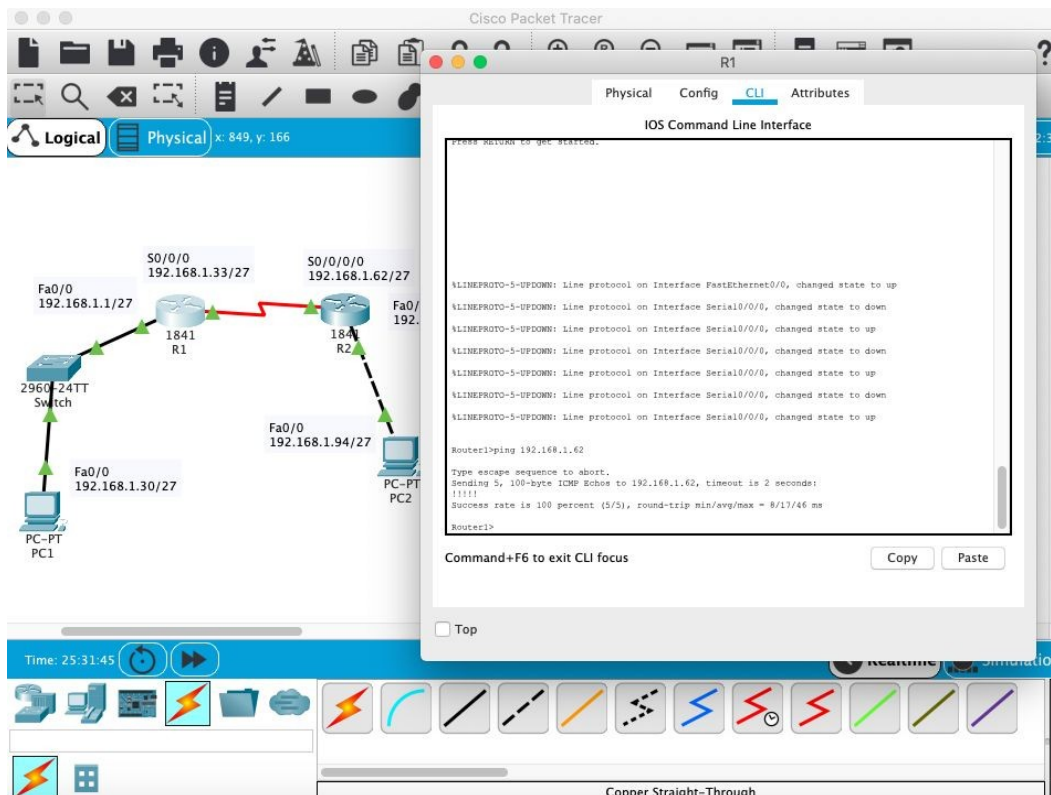 Cisco Packet Tracer
R1
Physical Config CLI Attributes
IOS Command Line Interface
Logical
Physical x: 849, y: 166
Press RETURN to get started.
%LINEPROTO-5-UPDOWN: Line protocol on Interface FastEthernet0/0, changed state to up
%LINEPROTO-5-UPDOWN: Line protocol on Interface Serial0/0/0, changed state to down
%LINEPROTO-5-UPDOWN: Line protocol on Interface Serial0/0/0, changed state to up
%LINEPROTO-5-UPDOWN: Line protocol on Interface Serial0/0/0, changed state to down
%LINEPROTO-5-UPDOWN: Line protocol on Interface Serial0/0/0, changed state to up
%LINEPROTO-5-UPDOWN: Line protocol on Interface Serial0/0/0, changed state to down
%LINEPROTO-5-UPDOWN: Line protocol on Interface Serial0/0/0, changed state to up
Router1>ping 192.168.1.62
Type escape sequence to abort.
Sending 5, 100-byte ICMP Echos to 192.168.1.62, timeout is 2 seconds:
!!!!!
Success rate is 100 percent (5/5), round-trip min/avg/max = 8/17/46 ms
Router1>
Command+F6 to exit CLI focus
Copy
Paste
Top
S0/0/0
192.168.1.33/27
S0/0/0/0
192.168.1.62/27
Fa0/0
192.168.1.1/27
Fa0/
192.
1841
R1
R2
2960-24TT
Switch
Fa0/0
192.168.1.94/27
PC-PT
PC2
Fa0/0
192.168.1.30/27
PC-PT
PC1
Time: 25:31:45
Realtime
Copper Straight-Through